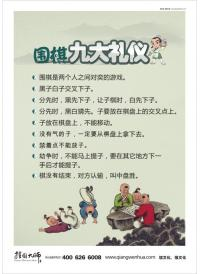 围棋九大礼仪
围棋是两个人之间对奕的游戏。
黑子白子交叉下子。
分先时，黑先下子，让子棋时，白先下子。
分先时，黑白猜先。子要放在棋盘上的交叉点上。
子放在棋盘上，不能移动。
没有气的子，一定要从棋盘上拿下去。
禁着点不能放子。
劫争时，不能马上提子，要在其它地方下一
手后才能提子。
棋没有结束，对方认输，叫中盘胜。
400 626 6008
www.qiangwenhua.com